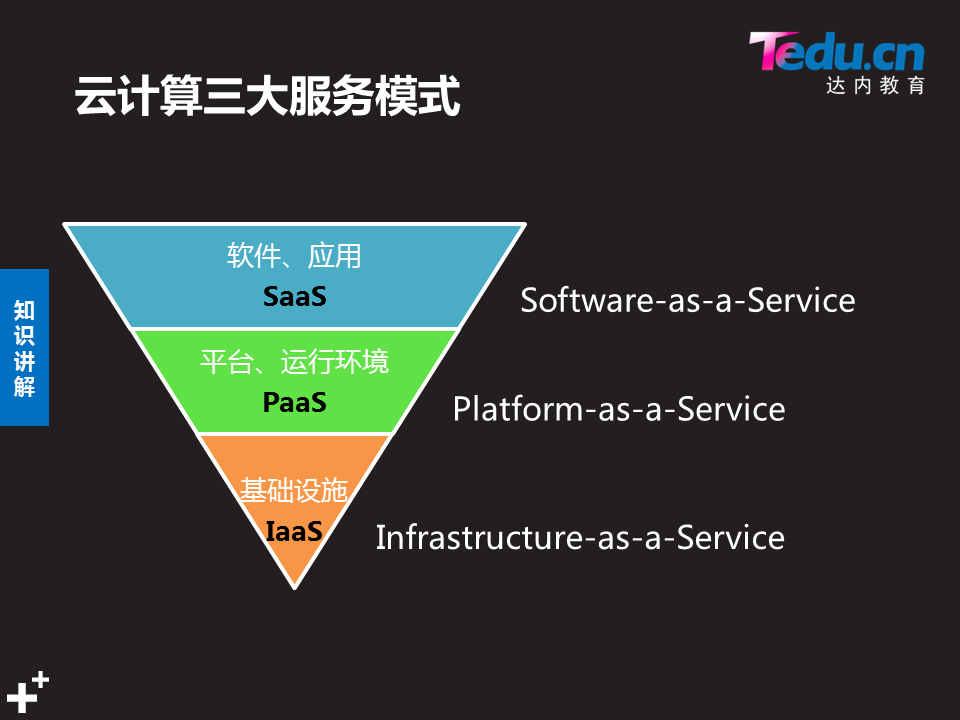 Tedu.cn
达内教育
云计算三大服务模式
知识讲解
软件、应用
SaaS
Software-as-a-Service
平台、运行环境
PaaS
Platform-as-a-Service
基础设施
IaaS
Infrastructure-as-a-Service